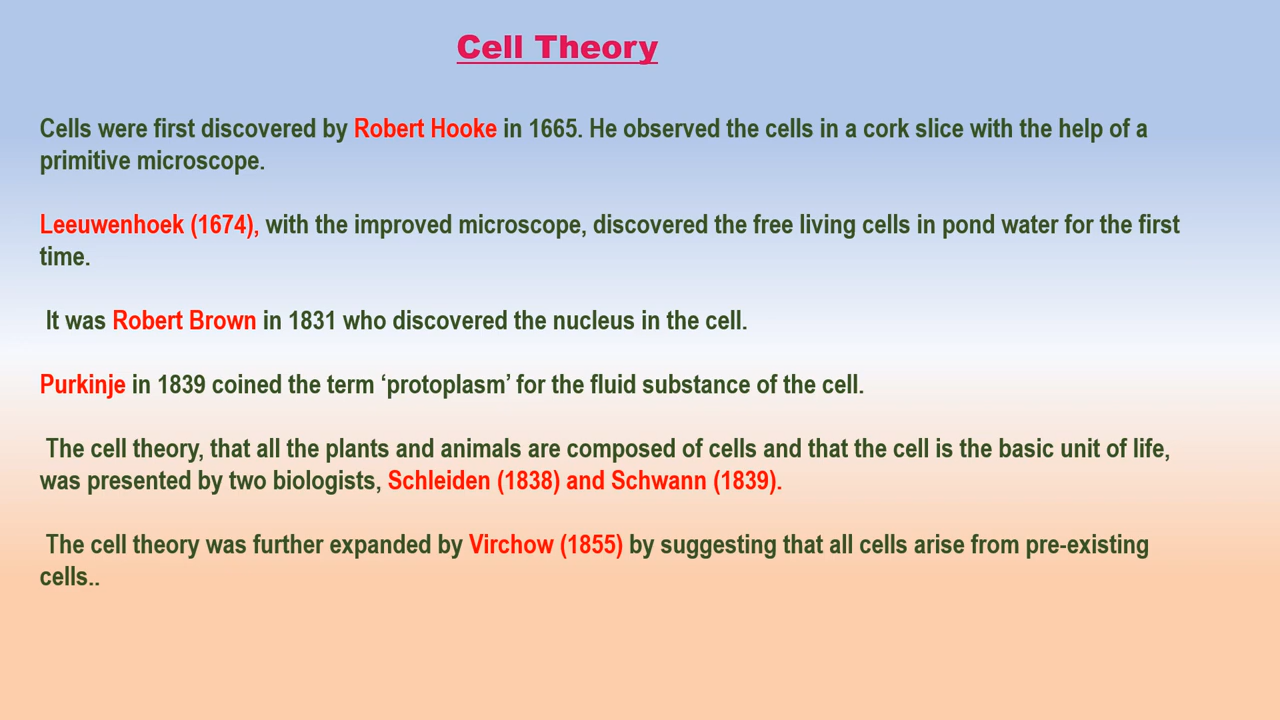 Cell Theory
Cells were first discovered by Robert Hooke in 1665. He observed the cells in a cork slice with the help of a
primitive microscope.
Leeuwenhoek (1674), with the improved microscope, discovered the free living cells in pond water for the first
time.
It was Robert Brown in 1831 who discovered the nucleus in the cell.
Purkinje in 1839 coined the term ‘protoplasm’ for the fluid substance of the cell.
The cell theory, that all the plants and animals are composed of cells and that the cell is the basic unit of life,
was presented by two biologists, Schleiden (1838) and Schwann (1839).
The cell theory was further expanded by Virchow (1855) by suggesting that all cells arise from pre-existing
cells..